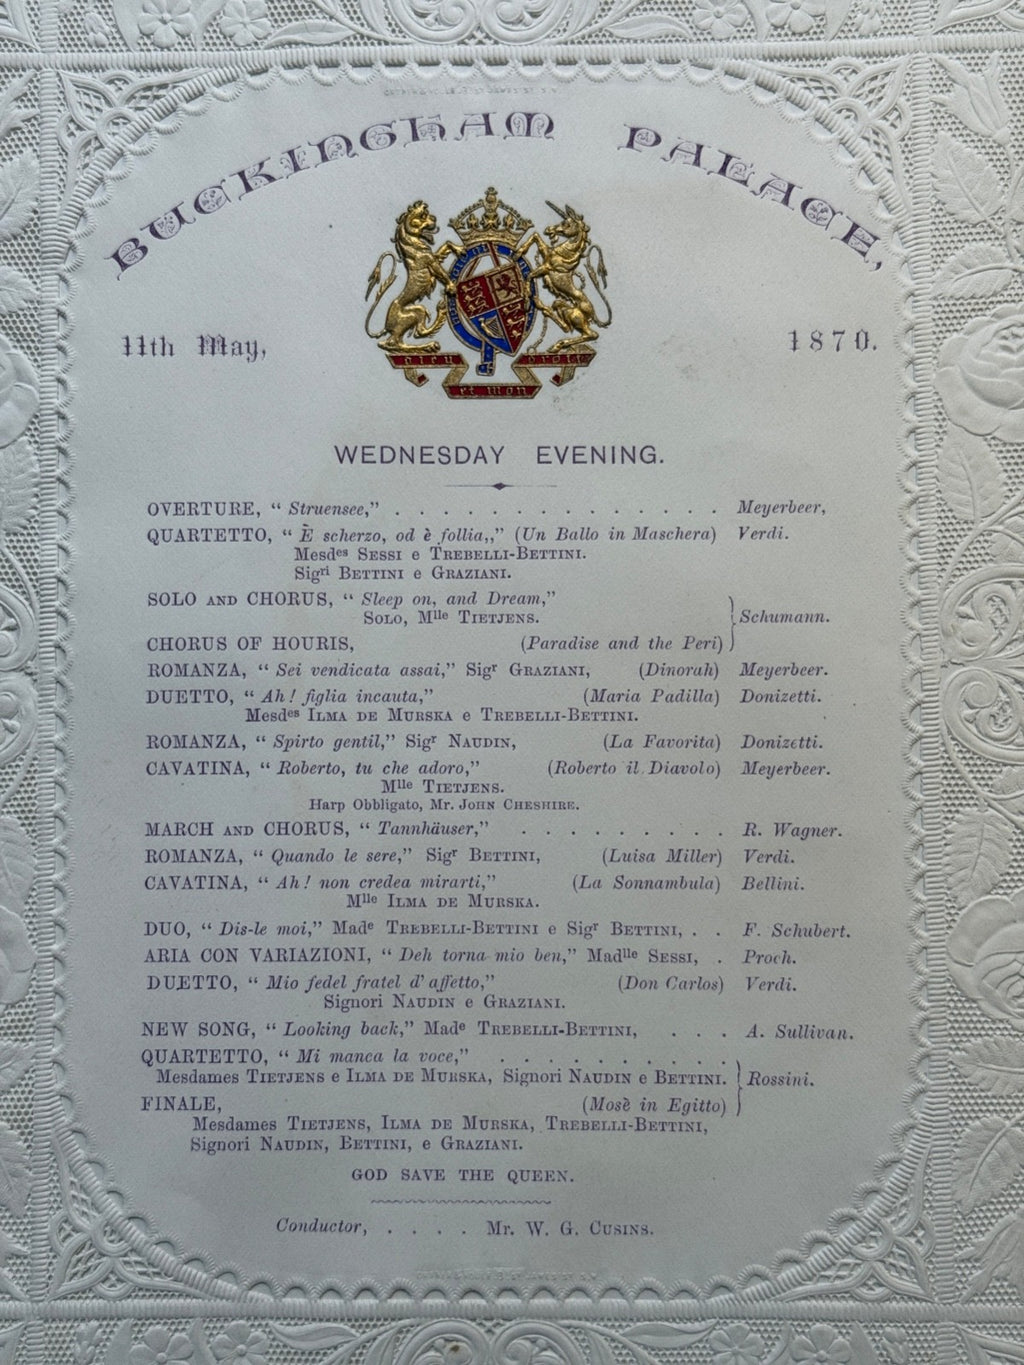 BUCKINGHAM PALACE,
11th May, 1870.
dieu et mon droit
WEDNESDAY EVENING.
OVERTURE, “ Struensee,” . . . . . . . . . . . . . . Meyerbeer,
QUARTETTO, “ È scherzo, od è follia,,” (Un Ballo in Maschera) Verdi.
Mesdes SESSI e TREBELLI-BETTINI.
Sigri BETTINI e GRAZIANI.
SOLO AND CHORUS, “ Sleep on, and Dream,”
SOLO, Mlle TIETJENS.
Schumann.
CHORUS OF HOURIS, (Paradise and the Peri)
ROMANZA, “ Sei vendicata assai,” Sigr GRAZIANI, (Dinorah) Meyerbeer.
DUETTO, “ Ah! figlia incauta,” (Maria Padilla) Donizetti.
Mesdes ILMA DE MURSKA e TREBELLI-BETTINI.
ROMANZA, “ Spirto gentil,” Sigr NAUDIN, (La Favorita) Donizetti.
CAVATINA, “ Roberto, tu che adoro,” (Roberto il Diavolo) Meyerbeer.
Mlle TIETJENS.
Harp Obbligato, Mr. JOHN CHESHIRE.
MARCH AND CHORUS, “ Tannhäuser,” . . . . . . . . . R. Wagner.
ROMANZA, “ Quando le sere,” Sigr BETTINI, (Luisa Miller) Verdi.
CAVATINA, “ Ah! non credea mirarti,” (La Sonnambula) Bellini.
Mlle ILMA DE MURSKA.
DUO, “ Dis-le moi,” Made TREBELLI-BETTINI e Sigr BETTINI, . . F. Schubert.
ARIA CON VARIAZIONI, “ Deh torna mio ben,” Madlle SESSI, . Proch.
DUETTO, “ Mio fedel fratel d' affetto,” (Don Carlos) Verdi.
Signori NAUDIN e GRAZIANI.
NEW SONG, “ Looking back,” Made TREBELLI-BETTINI, . . . A. Sullivan.
QUARTETTO, “ Mi manca la voce,” . . . . . . . . . .
Mesdames TIETJENS e ILMA DE MURSKA, Signori NAUDIN e BETTINI. Rossini.
FINALE, (Mosè in Egitto)
Mesdames TIETJENS, ILMA DE MURSKA, TREBELLI-BETTINI,
Signori NAUDIN, BETTINI, e GRAZIANI.
GOD SAVE THE QUEEN.
Conductor, . . . . Mr. W. G. CUSINS.